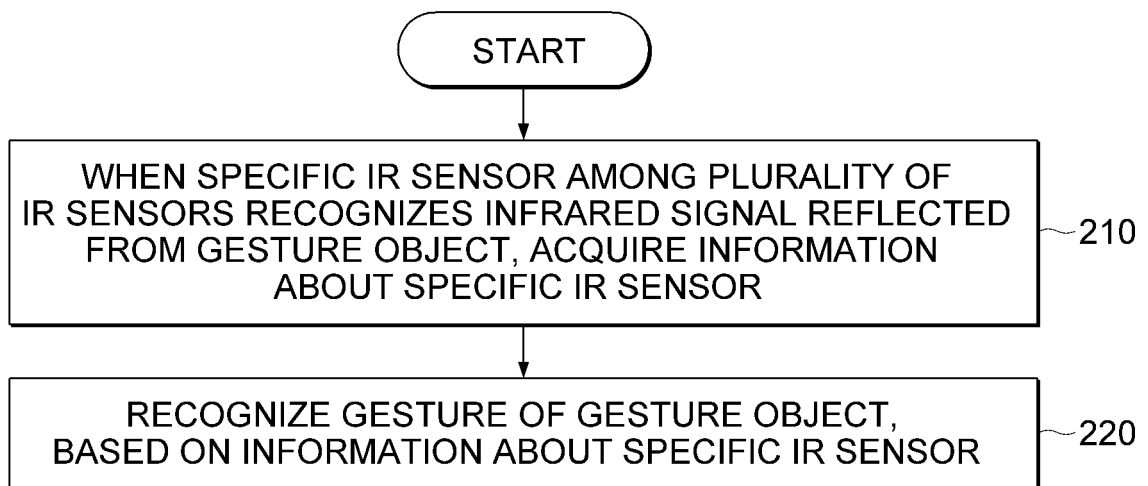 START
WHEN SPECIFIC IR SENSOR AMONG PLURALITY OF
IR SENSORS RECOGNIZES INFRARED SIGNAL REFLECTED
FROM GESTURE OBJECT, ACQUIRE INFORMATION
ABOUT SPECIFIC IR SENSOR
210
RECOGNIZE GESTURE OF GESTURE OBJECT,
BASED ON INFORMATION ABOUT SPECIFIC IR SENSOR
220